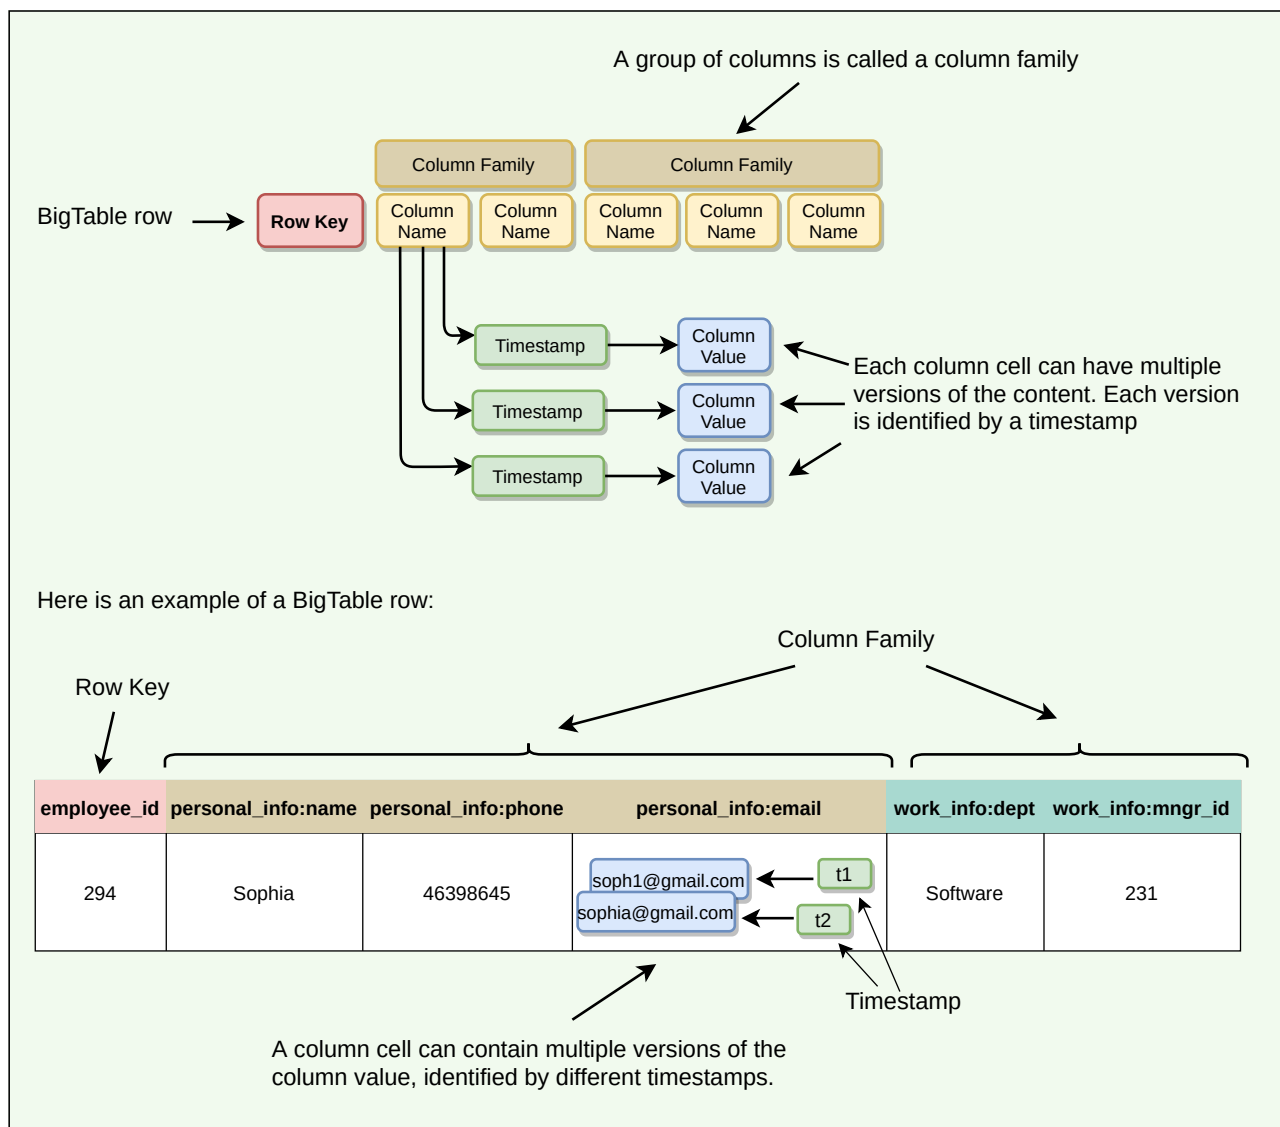 A group of columns is called a column family
Column Family
Column Family
BigTable row
Row Key
Column
Name
Column
Name
Column
Name
Column
Name
Column
Name
Timestamp
Column
Value
Timestamp
Column
Value
Timestamp
Column
Value
Each column cell can have multiple
versions of the content. Each version
is identified by a timestamp
Here is an example of a BigTable row:
Column Family
Row Key
employee_id personal_info:name personal_info:phone personal_info:email work_info:dept work_info:mngr_id
294 Sophia 46398645 soph1@gmail.com t1 Software 231
sophia@gmail.com t2
Timestamp
A column cell can contain multiple versions of the
column value, identified by different timestamps.